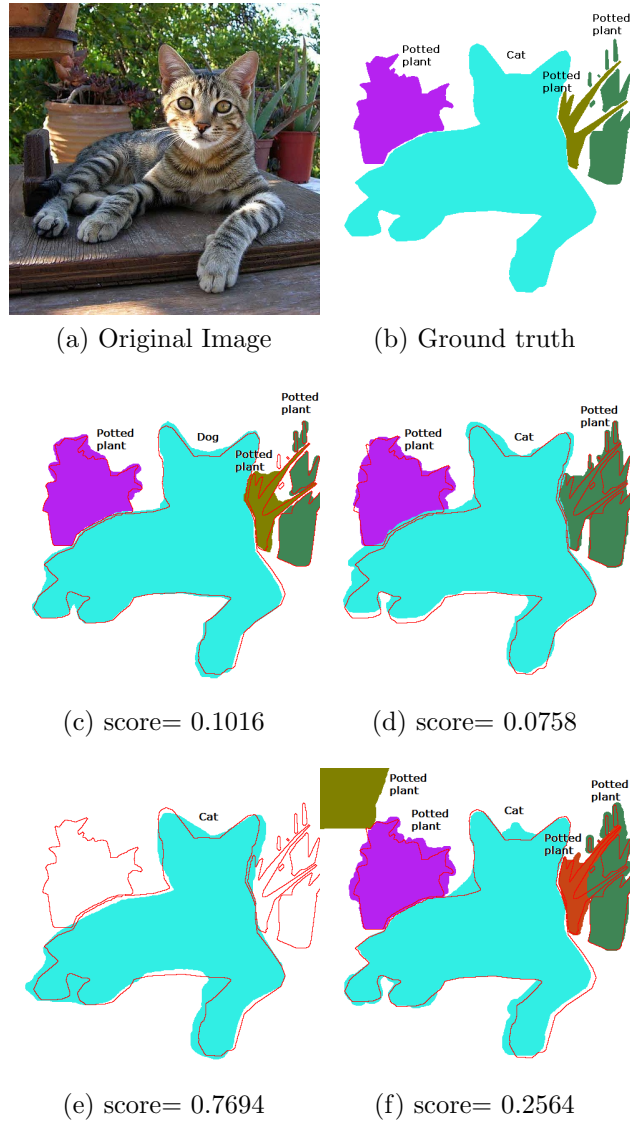 Potted
plant
Cat
Potted
plant
Potted
plant
(a) Original Image
(b) Ground truth
Potted
plant
Dog
Potted
plant
Potted
plant
Potted
plant
Cat
Potted
plant
(c) score= 0.1016
(d) score= 0.0758
Cat
Potted
plant
Potted
plant
Cat
Potted
plant
Potted
plant
(e) score= 0.7694
(f) score= 0.2564